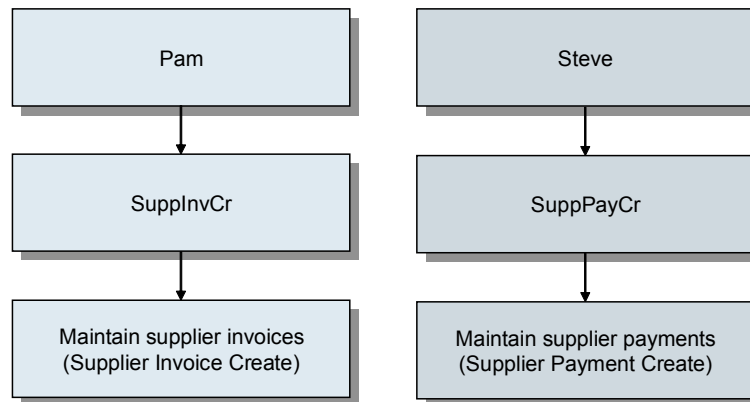 Pam
Steve
SuppInvCr
SuppPayCr
Maintain supplier invoices
(Supplier Invoice Create)
Maintain supplier payments
(Supplier Payment Create)